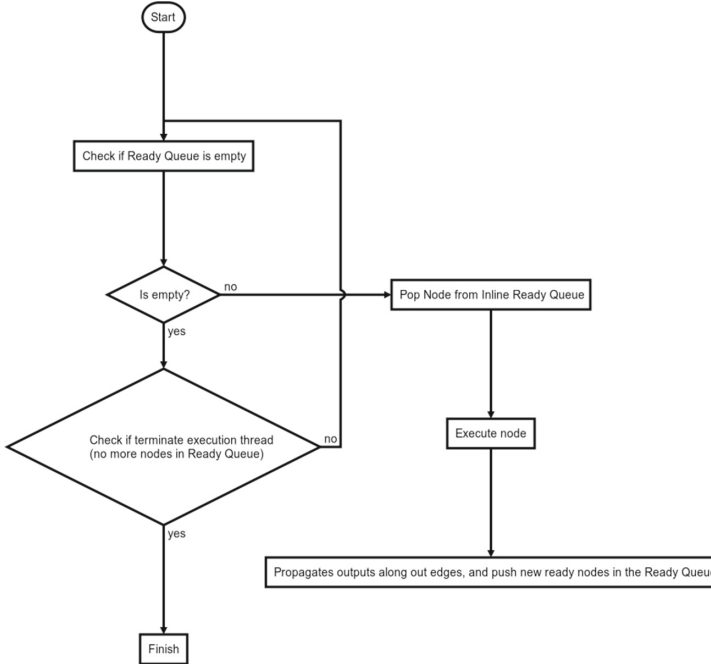 Start
Check if Ready Queue is empty
Is empty?
no
Pop Node from Inline Ready Queue
yes
Check if terminate execution thread
(no more nodes in Ready Queue)
no
Execute node
yes
Propagates outputs along out edges, and push new ready nodes in the Ready Queue
Finish